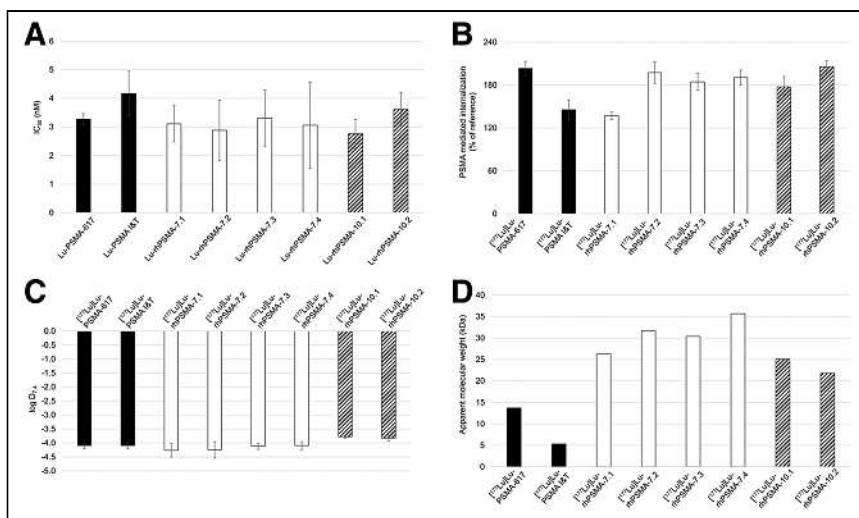 A
IC50 (nM)
6
5
4
3
2
1
0
Lu-PSMA-617
Lu-PSMA I&T
Lu-rhPSMA-7.1
Lu-rhPSMA-7.2
Lu-rhPSMA-7.3
Lu-rhPSMA-7.4
Lu-rhPSMA-10.1
Lu-rhPSMA-10.2
B
PSMA mediated internalization
(% of reference)
240
180
120
60
0
[177Lu]Lu-
PSMA-617
[177Lu]Lu-
PSMA I&T
[177Lu]Lu-
rhPSMA-7.1
[177Lu]Lu-
rhPSMA-7.2
[177Lu]Lu-
rhPSMA-7.3
[177Lu]Lu-
rhPSMA-7.4
[177Lu]Lu-
rhPSMA-10.1
[177Lu]Lu-
rhPSMA-10.2
C
[177Lu]Lu-
PSMA-617
[177Lu]Lu-
PSMA I&T
[177Lu]Lu-
rhPSMA-7.1
[177Lu]Lu-
rhPSMA-7.2
[177Lu]Lu-
rhPSMA-7.3
[177Lu]Lu-
rhPSMA-7.4
[177Lu]Lu-
rhPSMA-10.1
[177Lu]Lu-
rhPSMA-10.2
log D7.4
0.0
-0.5
-1.0
-1.5
-2.0
-2.5
-3.0
-3.5
-4.0
-4.5
-5.0
D
Apparent molecular weight (kDa)
40
35
30
25
20
15
10
5
0
[177Lu]Lu-
PSMA-617
[177Lu]Lu-
PSMA I&T
[177Lu]Lu-
rhPSMA-7.1
[177Lu]Lu-
rhPSMA-7.2
[177Lu]Lu-
rhPSMA-7.3
[177Lu]Lu-
rhPSMA-7.4
[177Lu]Lu-
rhPSMA-10.1
[177Lu]Lu-
rhPSMA-10.2